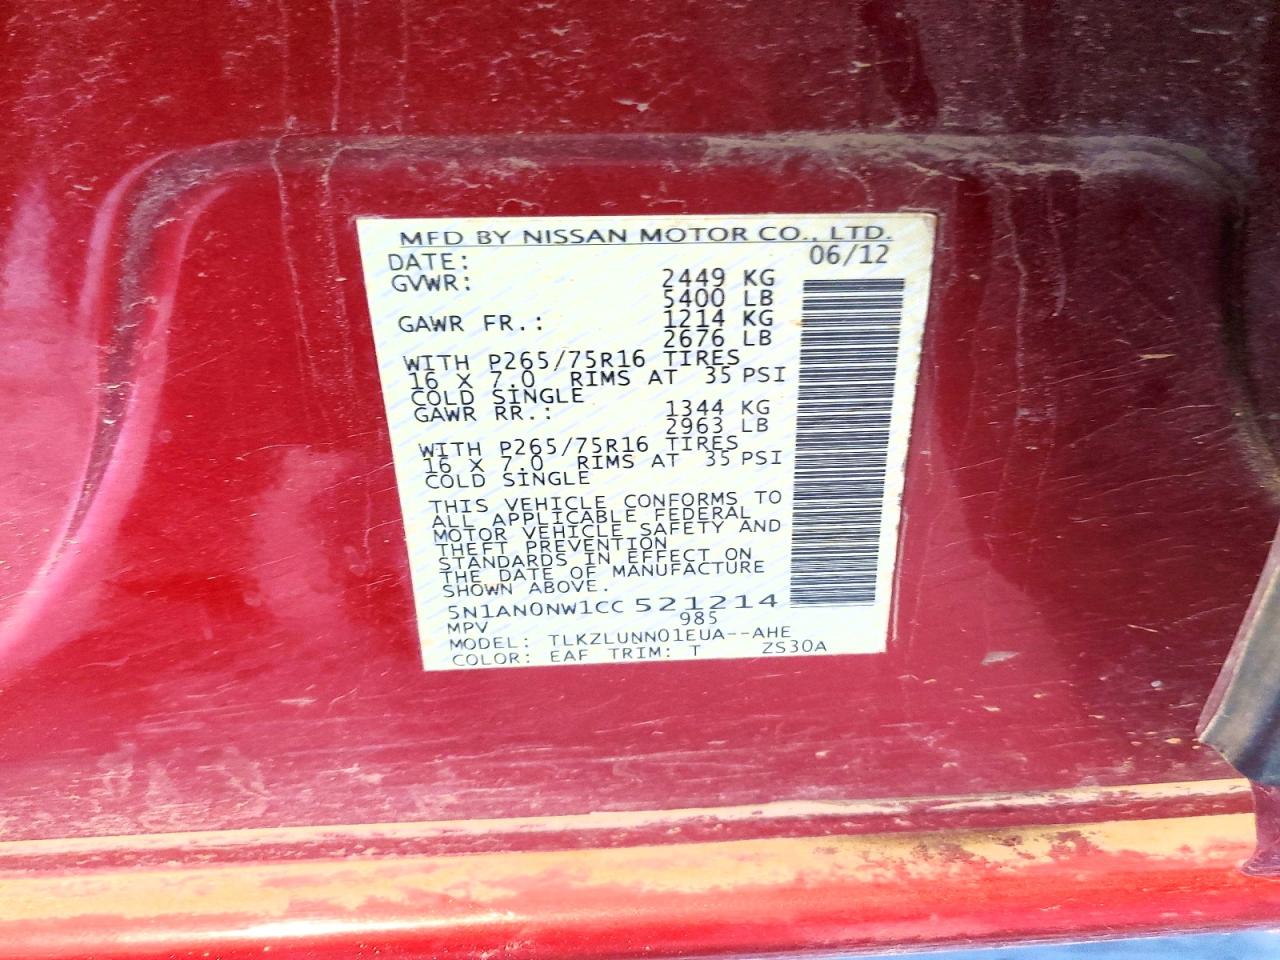 MFD BY NISSAN MOTOR CO., LTD.
DATE: 06/12
GVWR: 2449 KG
5400 LB
GAWR FR.: 1214 KG
2676 LB
WITH P265/75R16 TIRES
16 X 7.0 RIMS AT 35 PSI
COLD SINGLE
GAWR RR.: 1344 KG
2963 LB
WITH P265/75R16 TIRES
16 X 7.0 RIMS AT 35 PSI
COLD SINGLE
THIS VEHICLE CONFORMS TO
ALL APPLICABLE FEDERAL
MOTOR VEHICLE SAFETY AND
THEFT PREVENTION
STANDARDS IN EFFECT ON
THE DATE OF MANUFACTURE
SHOWN ABOVE.
5N1AN0NW1CC 521214
MPV 985
MODEL: TLKZLUNN01EUA--AHE
COLOR: EAF TRIM: T ZS30A